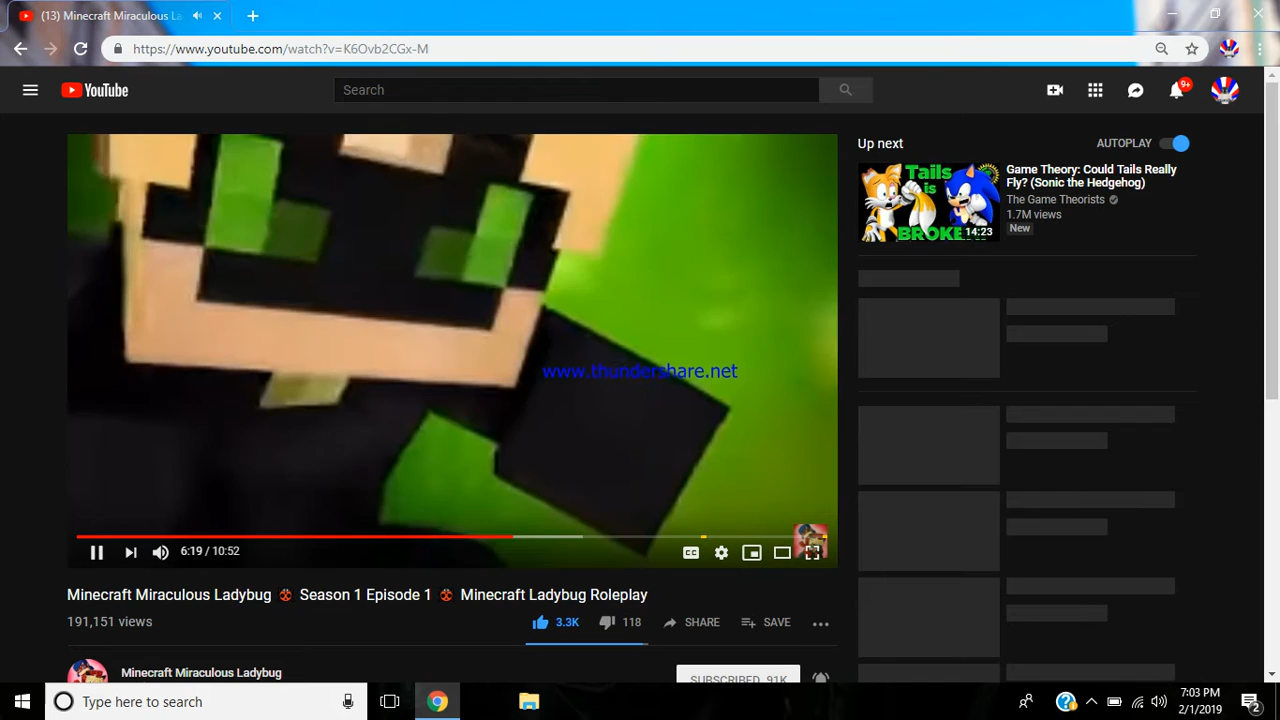 (13) Minecraft Miraculous La
https://www.youtube.com/watch?v=K6Ovb2CGx-M
YouTube
Search
9+
www.thundershare.net
6:19 / 10:52
CC
Minecraft Miraculous Ladybug 🐞 Season 1 Episode 1 🐞 Minecraft Ladybug Roleplay
191,151 views
3.3K
118
SHARE
SAVE
Minecraft Miraculous Ladybug
SUBSCRIBED 91K
Up next
AUTOPLAY
Tails
is
BROKEN
14:23
Game Theory: Could Tails Really
Fly? (Sonic the Hedgehog)
The Game Theorists
1.7M views
New
Type here to search
7:03 PM
2/1/2019
2